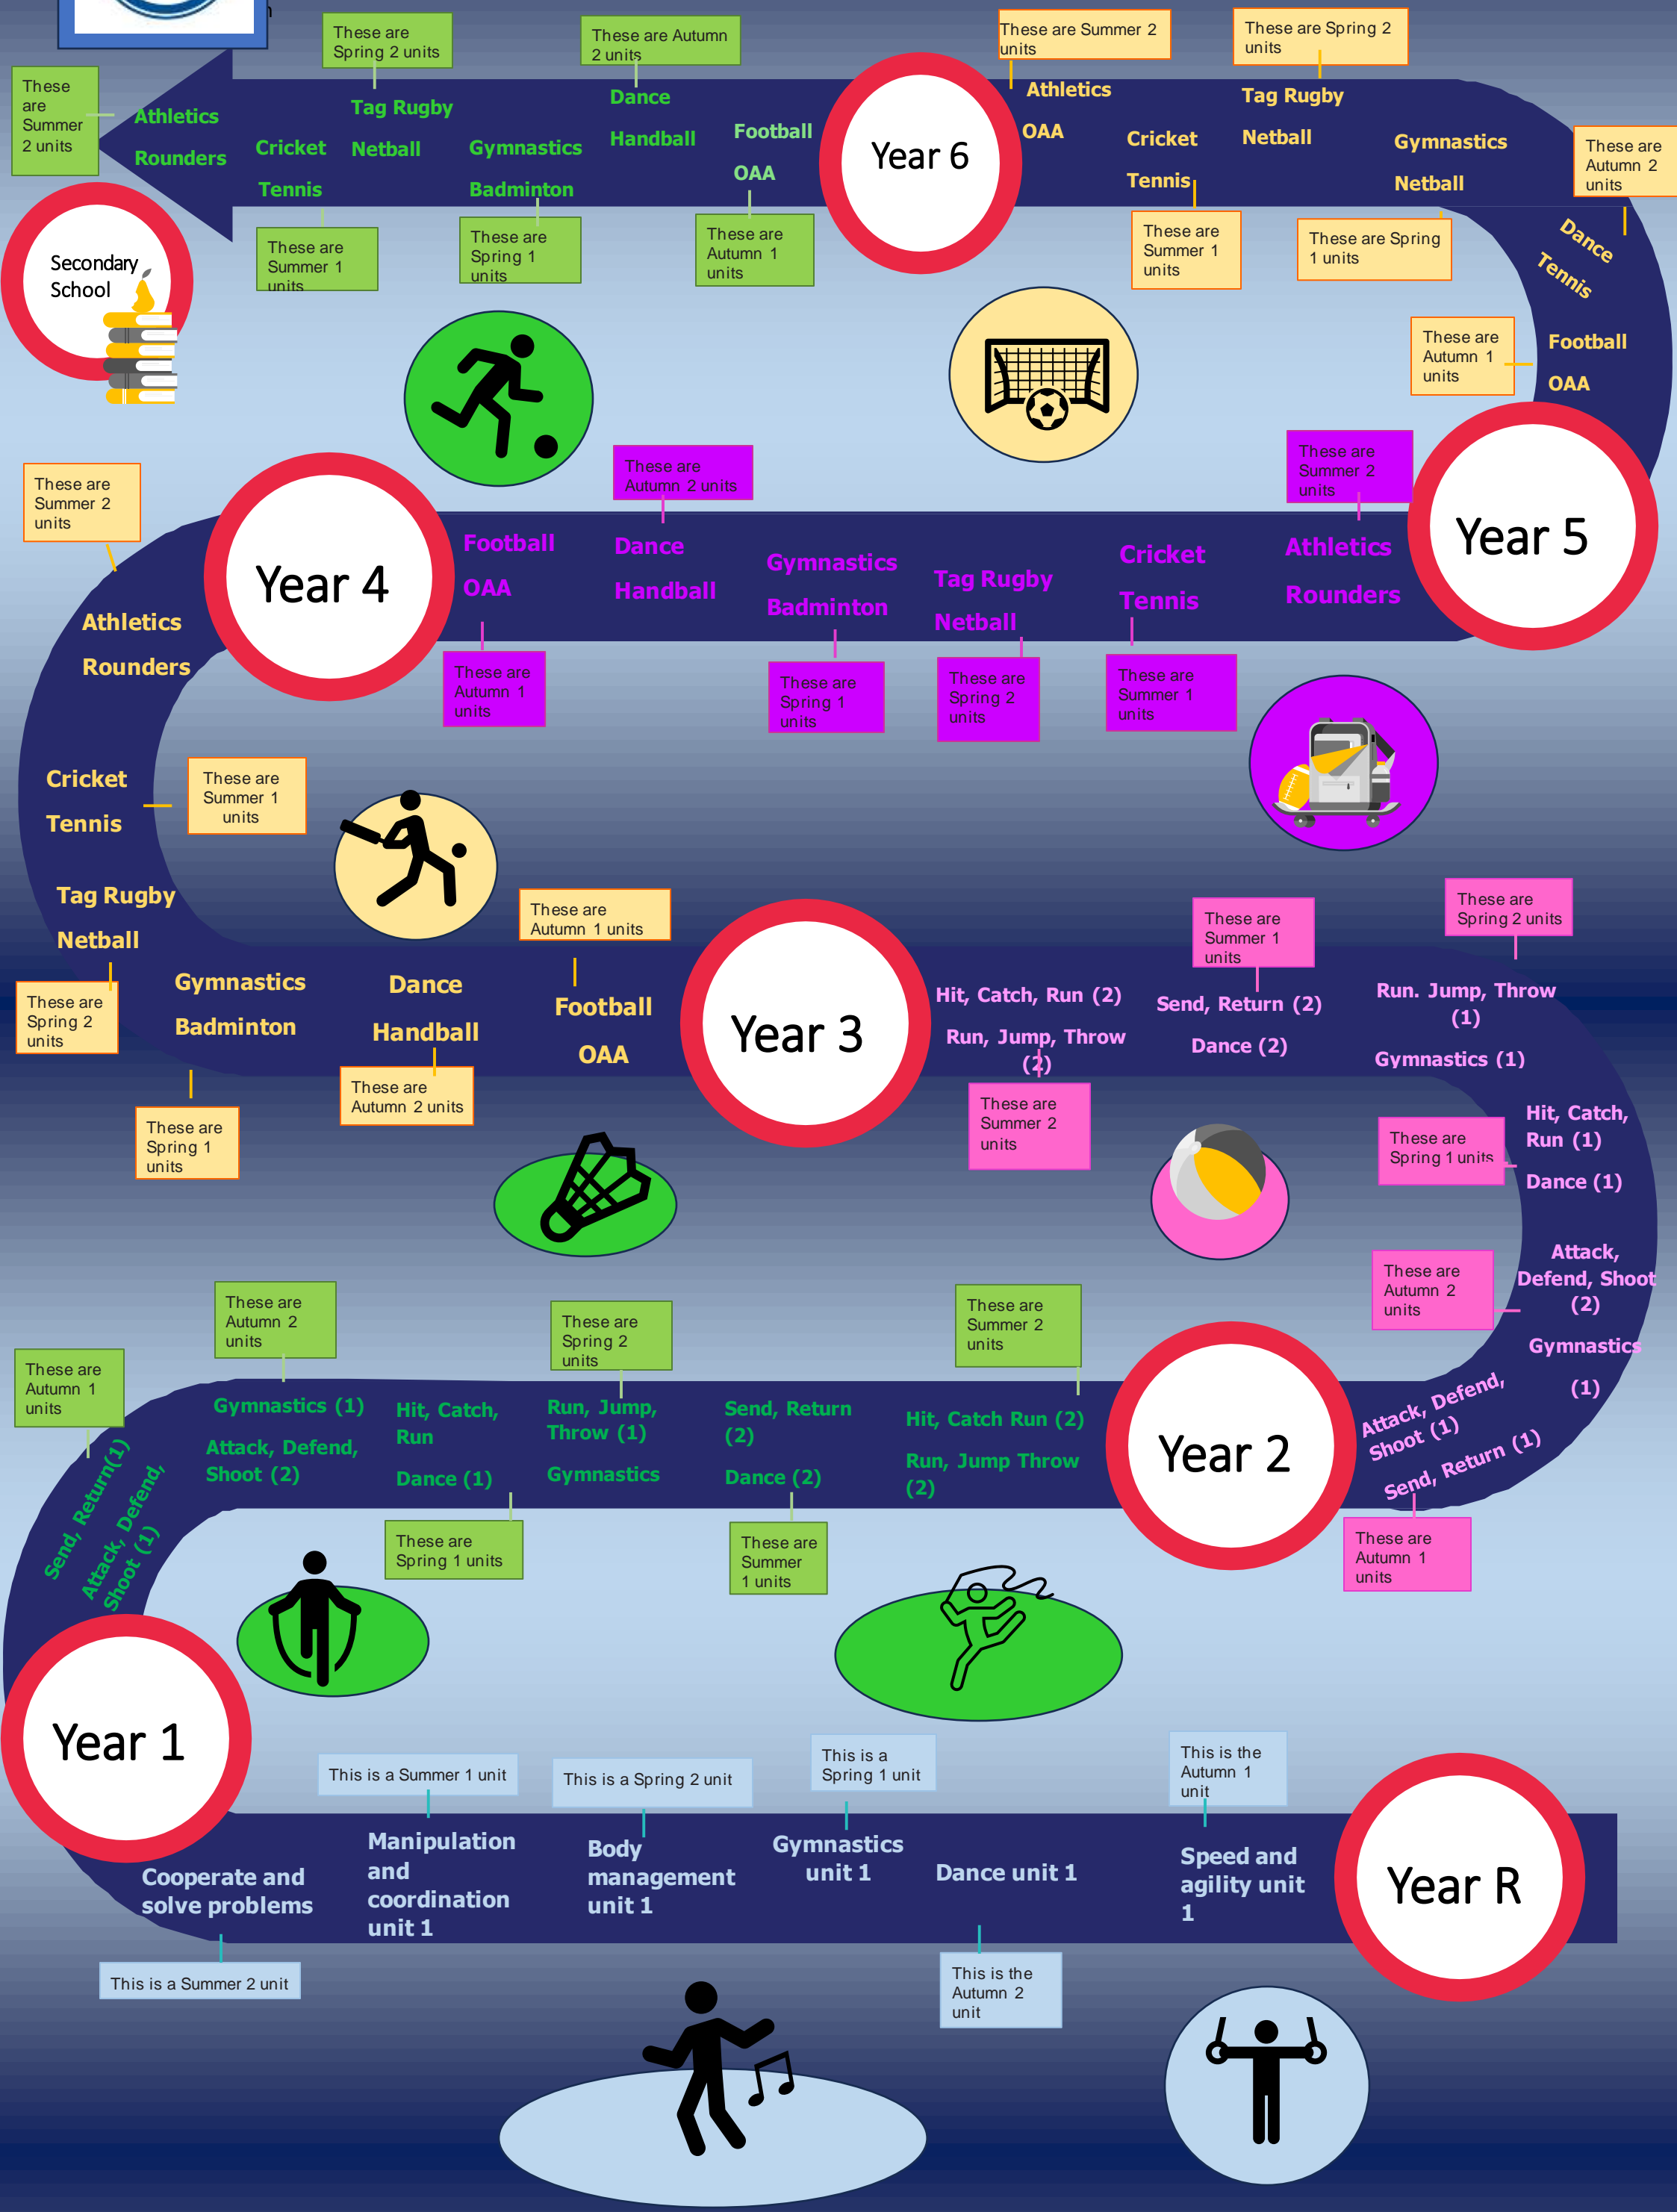 These are
Spring 2 units
These are Autumn
2 units
These are Summer 2
units
These are Spring 2
units
These
are
Summer
2 units
Athletics
Rounders
Cricket
Tennis
Tag Rugby
Netball
Gymnastics
Badminton
Dance
Handball
Football
OAA
Year 6
Athletics
OAA
Cricket
Tennis
Tag Rugby
Netball
Gymnastics
Netball
These are
Autumn 2
units
These are
Summer 1
units
These are
Spring 1
units
These are
Autumn 1
units
These are
Summer 1
units
These are Spring
1 units
Dance
Tennis
Secondary
School
These are
Autumn 1
units
Football
OAA
These are
Summer 2
units
These are
Autumn 2 units
These are
Summer 2
units
Year 4
Football
OAA
Dance
Handball
Gymnastics
Badminton
Tag Rugby
Netball
Cricket
Tennis
Athletics
Rounders
Year 5
These are
Autumn 1
units
These are
Spring 1
units
These are
Spring 2
units
These are
Summer 1
units
Athletics
Rounders
Cricket
Tennis
These are
Summer 1
units
Tag Rugby
Netball
These are
Spring 2
units
Gymnastics
Badminton
These are
Spring 1
units
Dance
Handball
These are
Autumn 2 units
These are
Autumn 1 units
Football
OAA
Year 3
Hit, Catch, Run (2)
Run, Jump, Throw
(2)
These are
Summer 2
units
These are
Summer 1
units
Send, Return (2)
Dance (2)
These are
Spring 2 units
Run. Jump, Throw
(1)
Gymnastics (1)
These are
Spring 1 units
Hit, Catch,
Run (1)
Dance (1)
These are
Autumn 2
units
Attack,
Defend, Shoot
(2)
Gymnastics
(1)
Attack, Defend,
Shoot (1)
Send, Return (1)
These are
Autumn 1
units
Year 2
These are
Autumn 1
units
These are
Autumn 2
units
These are
Spring 2
units
These are
Summer 2
units
Send, Return(1)
Attack, Defend,
Shoot (1)
Gymnastics (1)
Attack, Defend,
Shoot (2)
Hit, Catch,
Run
Dance (1)
Run, Jump,
Throw (1)
Gymnastics
Send, Return
(2)
Dance (2)
Hit, Catch Run (2)
Run, Jump Throw
(2)
These are
Spring 1 units
These are
Summer
1 units
Year 1
This is a Summer 1 unit
This is a Spring 2 unit
This is a
Spring 1 unit
This is the
Autumn 1
unit
Cooperate and
solve problems
Manipulation
and
coordination
unit 1
Body
management
unit 1
Gymnastics
unit 1
Dance unit 1
Speed and
agility unit
1
Year R
This is a Summer 2 unit
This is the
Autumn 2
unit